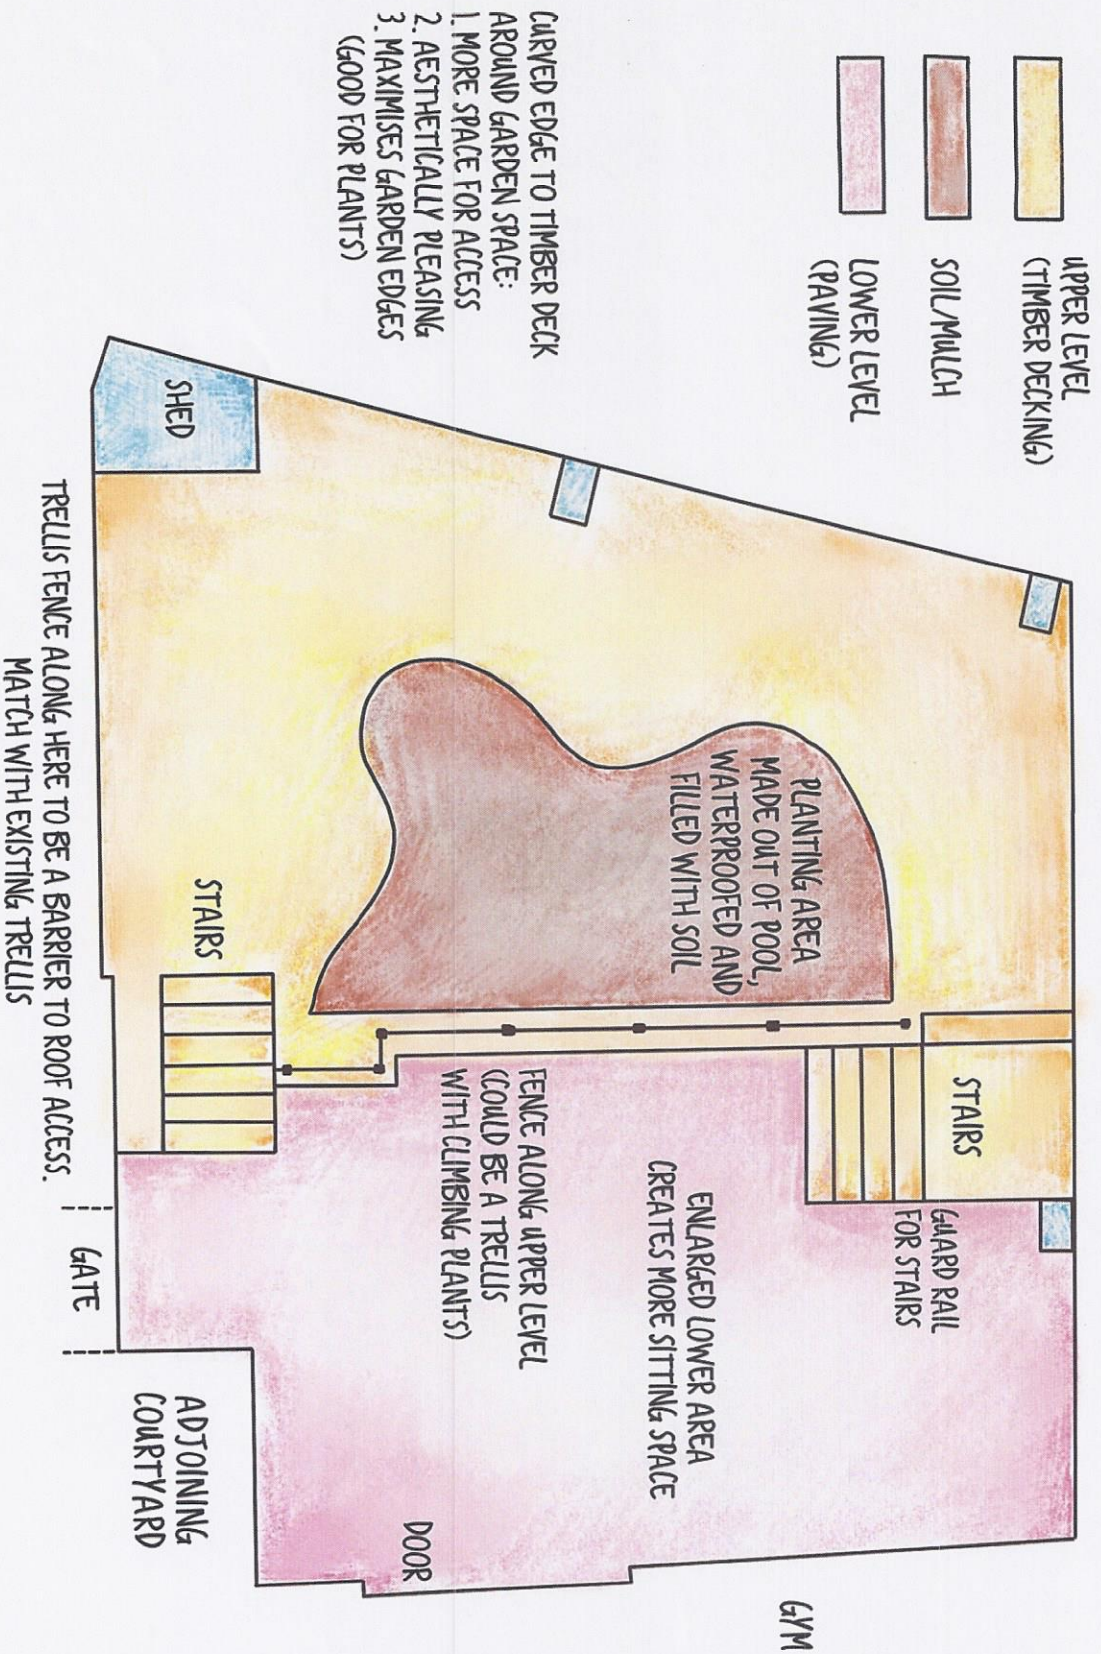 UPPER LEVEL
(TIMBER DECKING)
SOIL/MULCH
LOWER LEVEL
(PAVING)
CURVED EDGE TO TIMBER DECK
AROUND GARDEN SPACE:
1. MORE SPACE FOR ACCESS
2. AESTHETICALLY PLEASING
3. MAXIMISES GARDEN EDGES
(GOOD FOR PLANTS)
PLANTING AREA
MADE OUT OF POOL,
WATERPROOFED AND
FILLED WITH SOIL
STAIRS
GUARD RAIL
FOR STAIRS
GYM
ENLARGED LOWER AREA
CREATES MORE SITTING SPACE
FENCE ALONG UPPER LEVEL
(COULD BE A TRELLIS
WITH CLIMBING PLANTS)
DOOR
SHED
STAIRS
ADJOINING
COURTYARD
GATE
TRELLIS FENCE ALONG HERE TO BE A BARRIER TO ROOF ACCESS.
MATCH WITH EXISTING TRELLIS